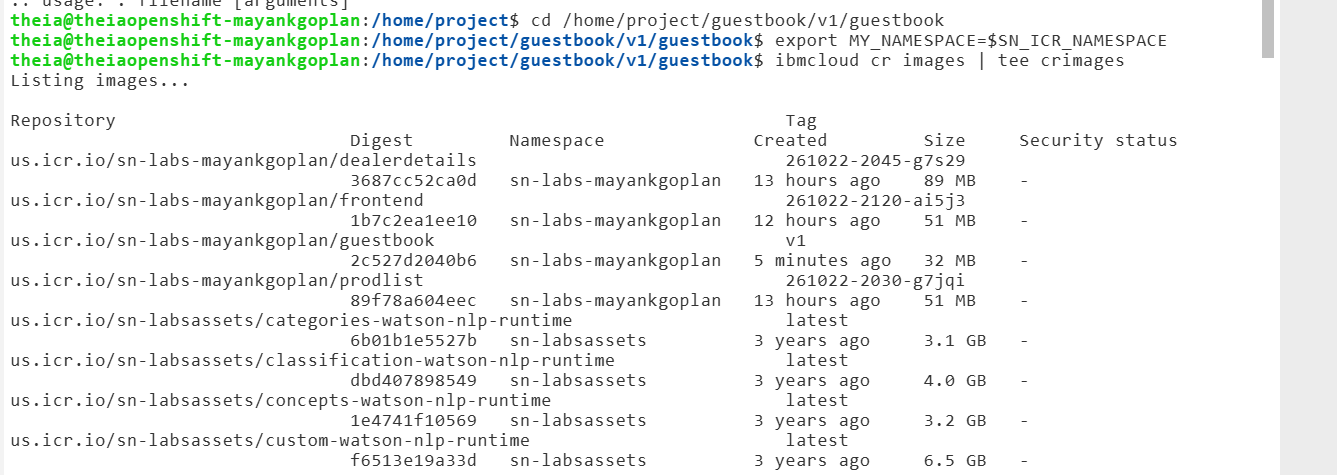 .. usage. . filename [arguments]
theia@theiaopenshift-mayankgoplan:/home/project$ cd /home/project/guestbook/v1/guestbook
theia@theiaopenshift-mayankgoplan:/home/project/guestbook/v1/guestbook$ export MY_NAMESPACE=$SN_ICR_NAMESPACE
theia@theiaopenshift-mayankgoplan:/home/project/guestbook/v1/guestbook$ ibmcloud cr images | tee crimages
Listing images...
Repository Tag
Digest Namespace Created Size Security status
us.icr.io/sn-labs-mayankgoplan/dealerdetails 261022-2045-g7s29
3687cc52ca0d sn-labs-mayankgoplan 13 hours ago 89 MB -
us.icr.io/sn-labs-mayankgoplan/frontend 261022-2120-ai5j3
1b7c2ea1ee10 sn-labs-mayankgoplan 12 hours ago 51 MB -
us.icr.io/sn-labs-mayankgoplan/guestbook v1
2c527d2040b6 sn-labs-mayankgoplan 5 minutes ago 32 MB -
us.icr.io/sn-labs-mayankgoplan/prodlist 261022-2030-g7jqi
89f78a604eec sn-labs-mayankgoplan 13 hours ago 51 MB -
us.icr.io/sn-labsassets/categories-watson-nlp-runtime latest
6b01b1e5527b sn-labsassets 3 years ago 3.1 GB -
us.icr.io/sn-labsassets/classification-watson-nlp-runtime latest
dbd407898549 sn-labsassets 3 years ago 4.0 GB -
us.icr.io/sn-labsassets/concepts-watson-nlp-runtime latest
1e4741f10569 sn-labsassets 3 years ago 3.2 GB -
us.icr.io/sn-labsassets/custom-watson-nlp-runtime latest
f6513e19a33d sn-labsassets 3 years ago 6.5 GB -